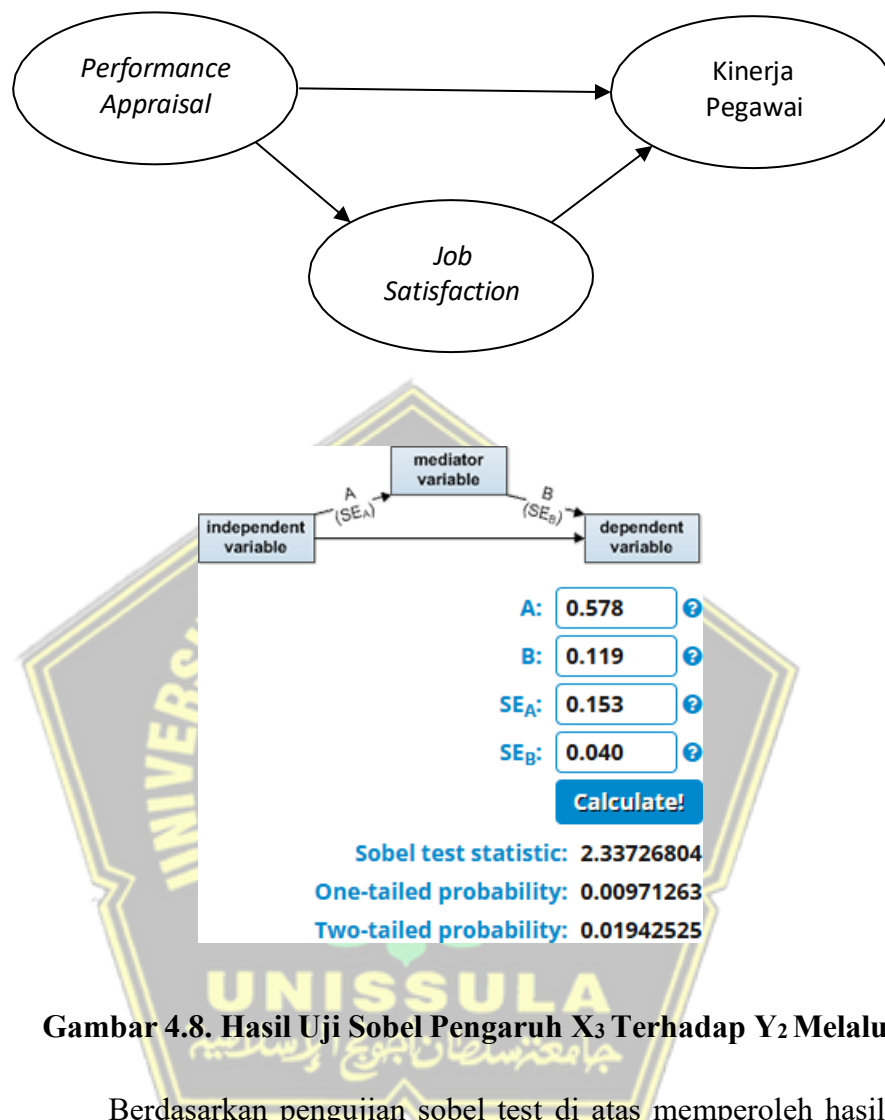 Performance
Appraisal
Kinerja
Pegawai
Job
Satisfaction
mediator
variable
A
(SEA)
B
(SEB)
independent
variable
dependent
variable
A: 0.578
B: 0.119
SEA: 0.153
SEB: 0.040
Calculate!
Sobel test statistic: 2.33726804
One-tailed probability: 0.00971263
Two-tailed probability: 0.01942525
UNISSULA
جامعتسلطان أجونج الإسلامية
Gambar 4.8. Hasil Uji Sobel Pengaruh X3 Terhadap Y2 Melalu
Berdasarkan pengujian sobel test di atas memperoleh hasil